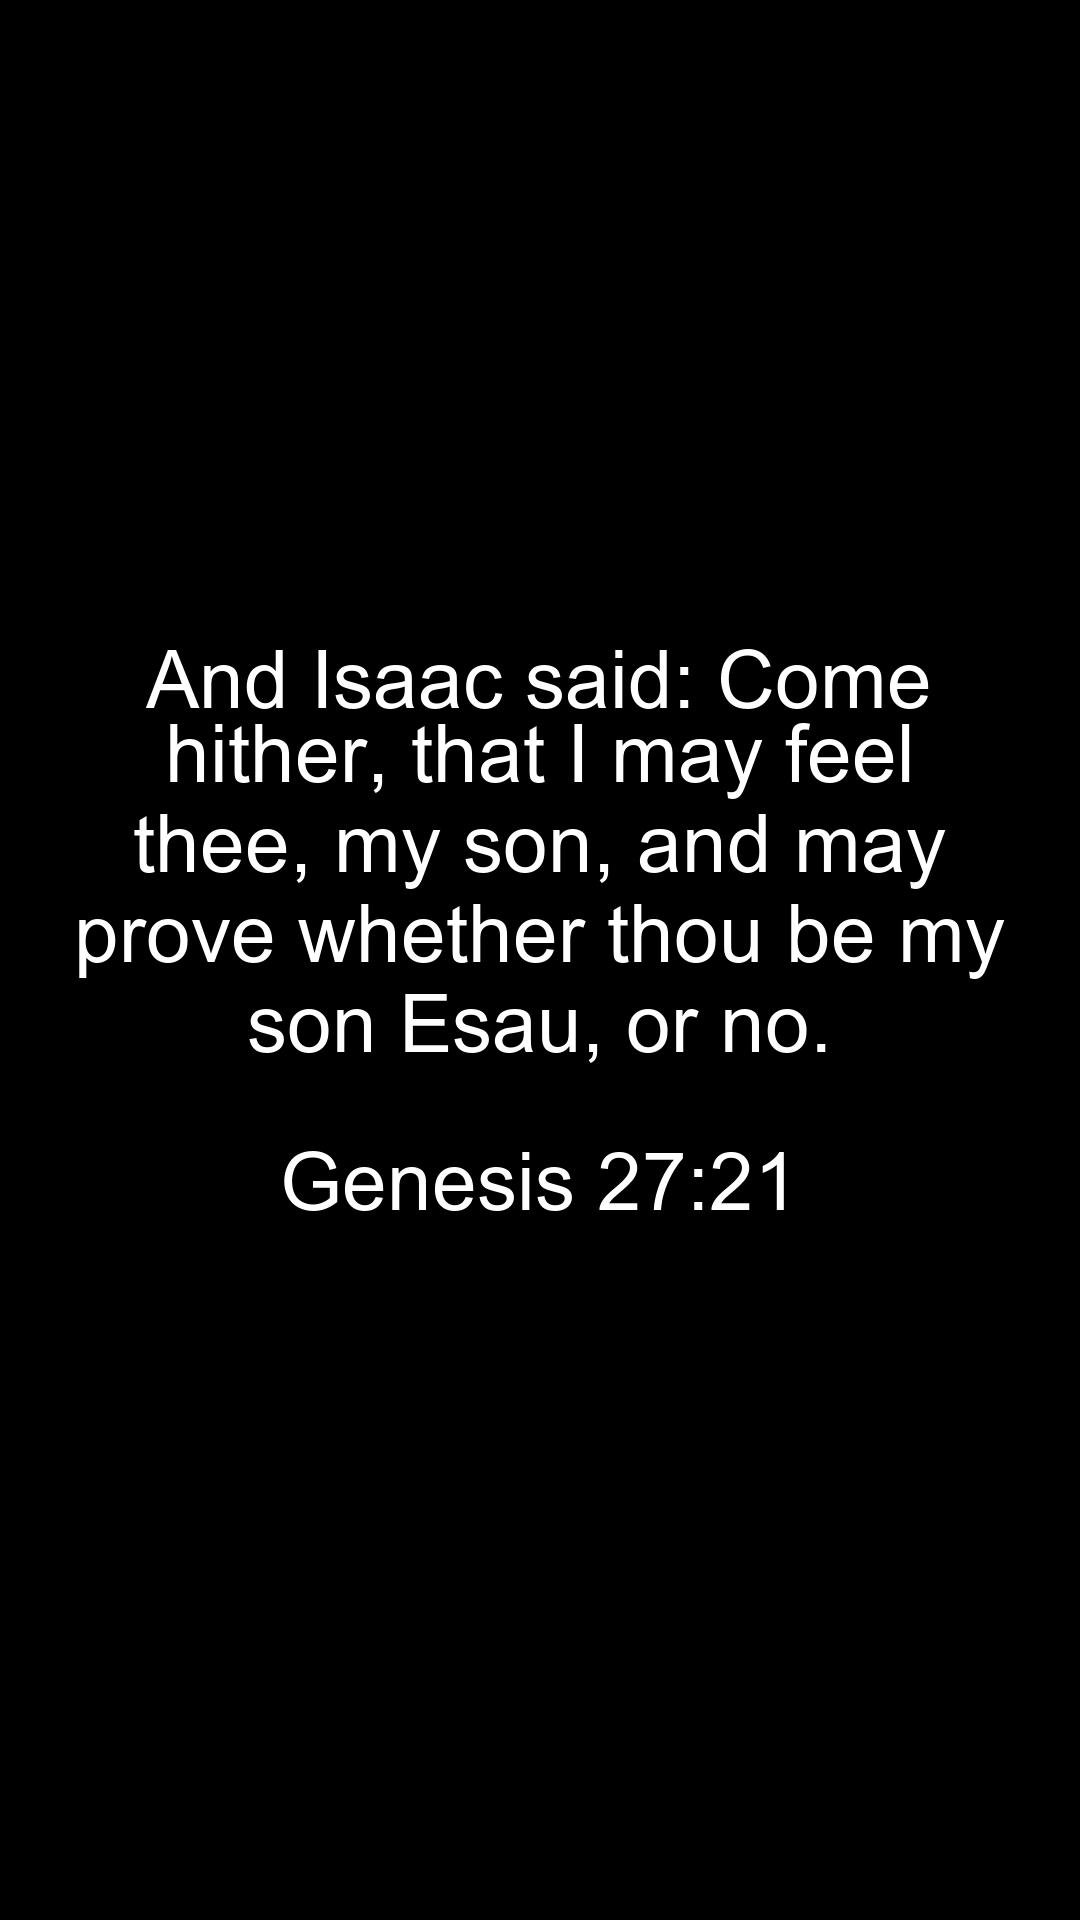 And Isaac said: Come
hither, that I may feel
thee, my son, and may
prove whether thou be my
son Esau, or no.
Genesis 27:21